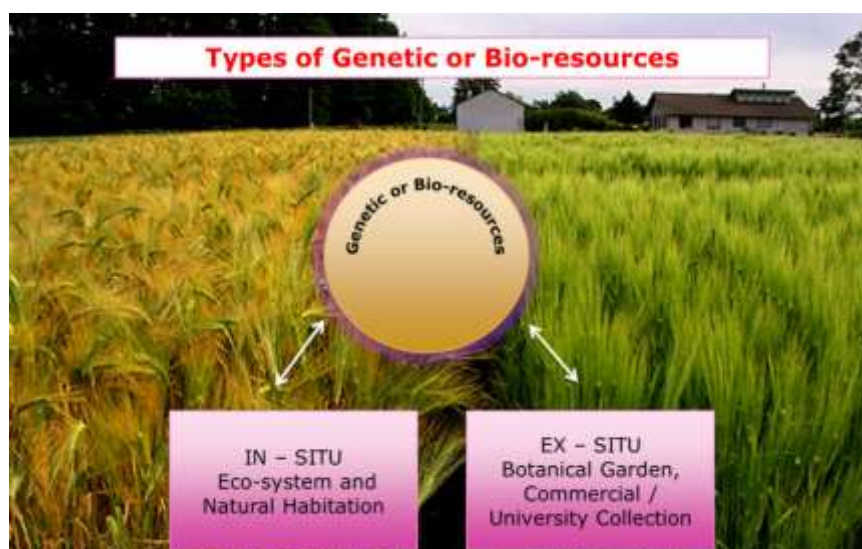 Types of Genetic or Bio-resources
Genetic or Bio-resources
IN – SITU
Eco-system and
Natural Habitation
EX – SITU
Botanical Garden,
Commercial /
University Collection